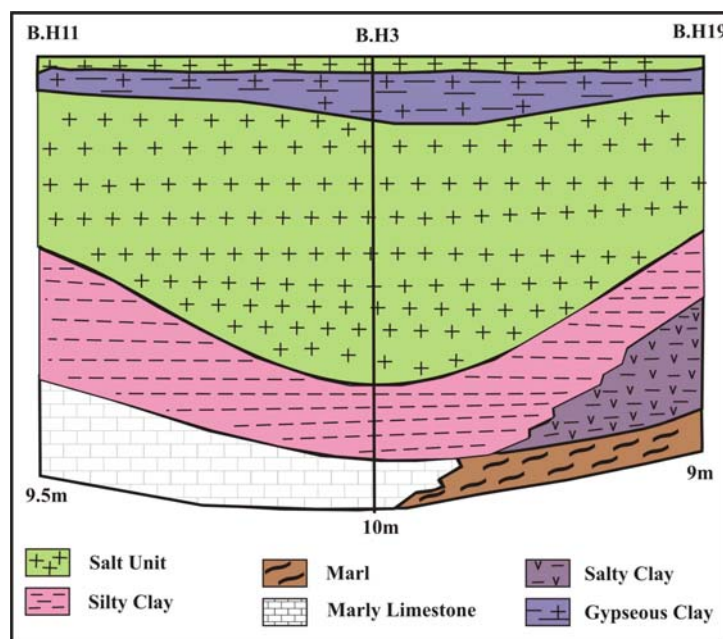 B.H11 B.H3 B.H19
9.5m 10m 9m
Salt Unit Marl Salty Clay
Silty Clay Marly Limestone Gypseous Clay